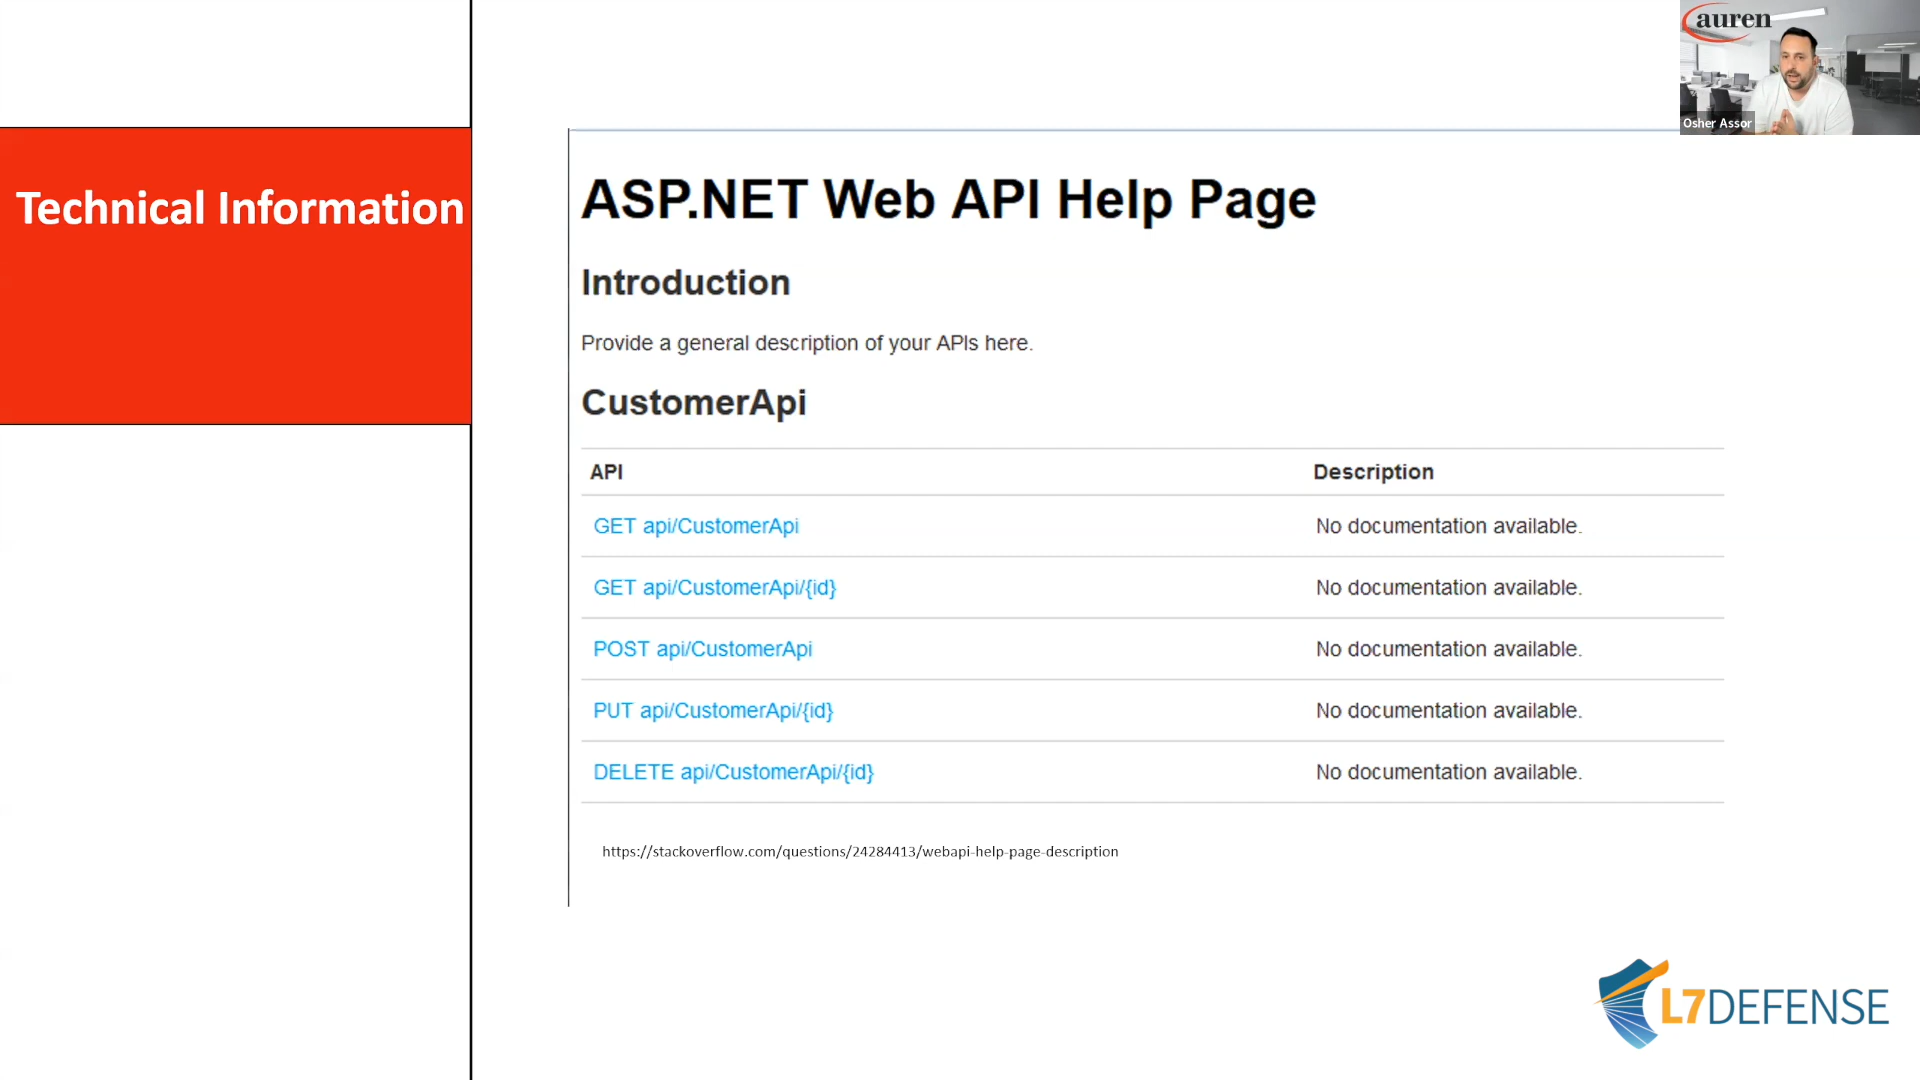 auren
Osher Assor
Technical Information
ASP.NET Web API Help Page
Introduction
Provide a general description of your APIs here.
CustomerApi
API Description
GET api/CustomerApi No documentation available.
GET api/CustomerApi/{id} No documentation available.
POST api/CustomerApi No documentation available.
PUT api/CustomerApi/{id} No documentation available.
DELETE api/CustomerApi/{id} No documentation available.
https://stackoverflow.com/questions/24284413/webapi-help-page-description
L7DEFENSE